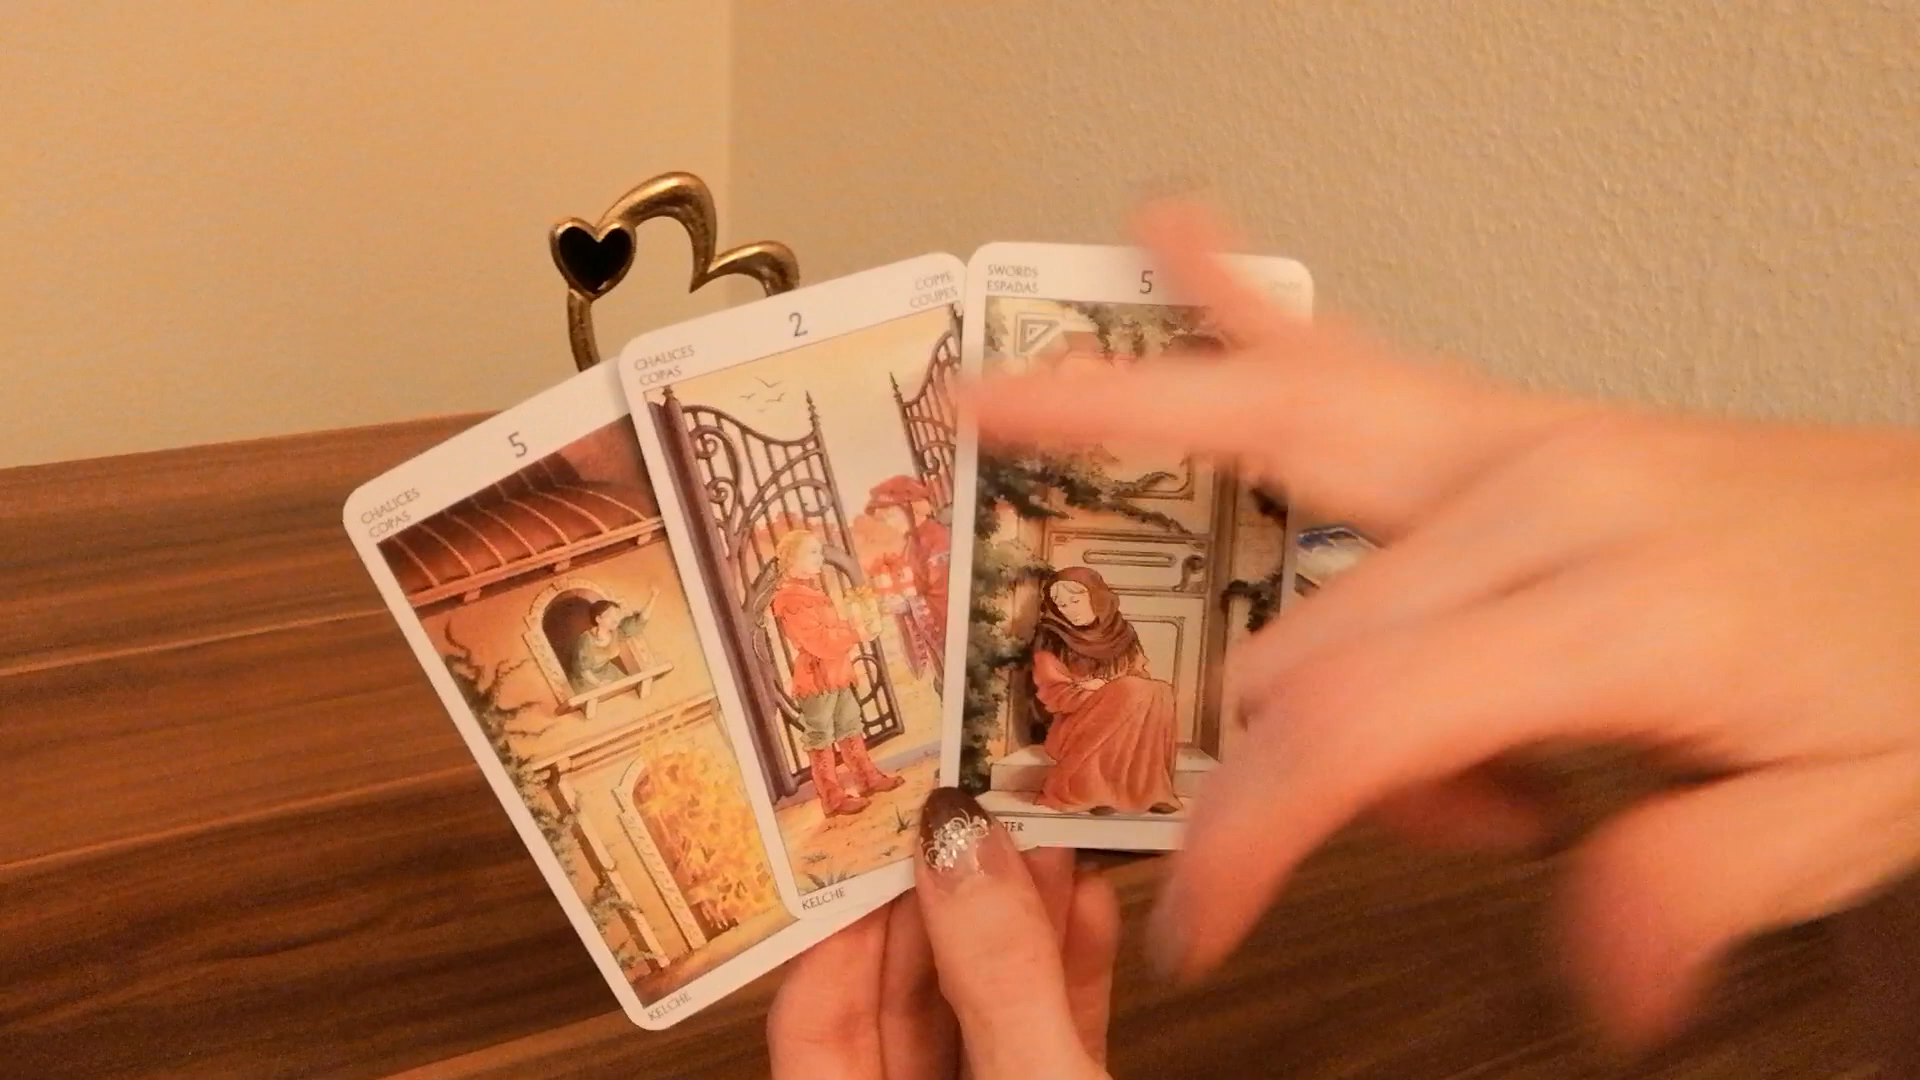 5
CHALICES
COPAS
KELCHE
2
CHALICES
COPAS
COPPE
COUPES
KELCHE
5
SWORDS
ESPADAS